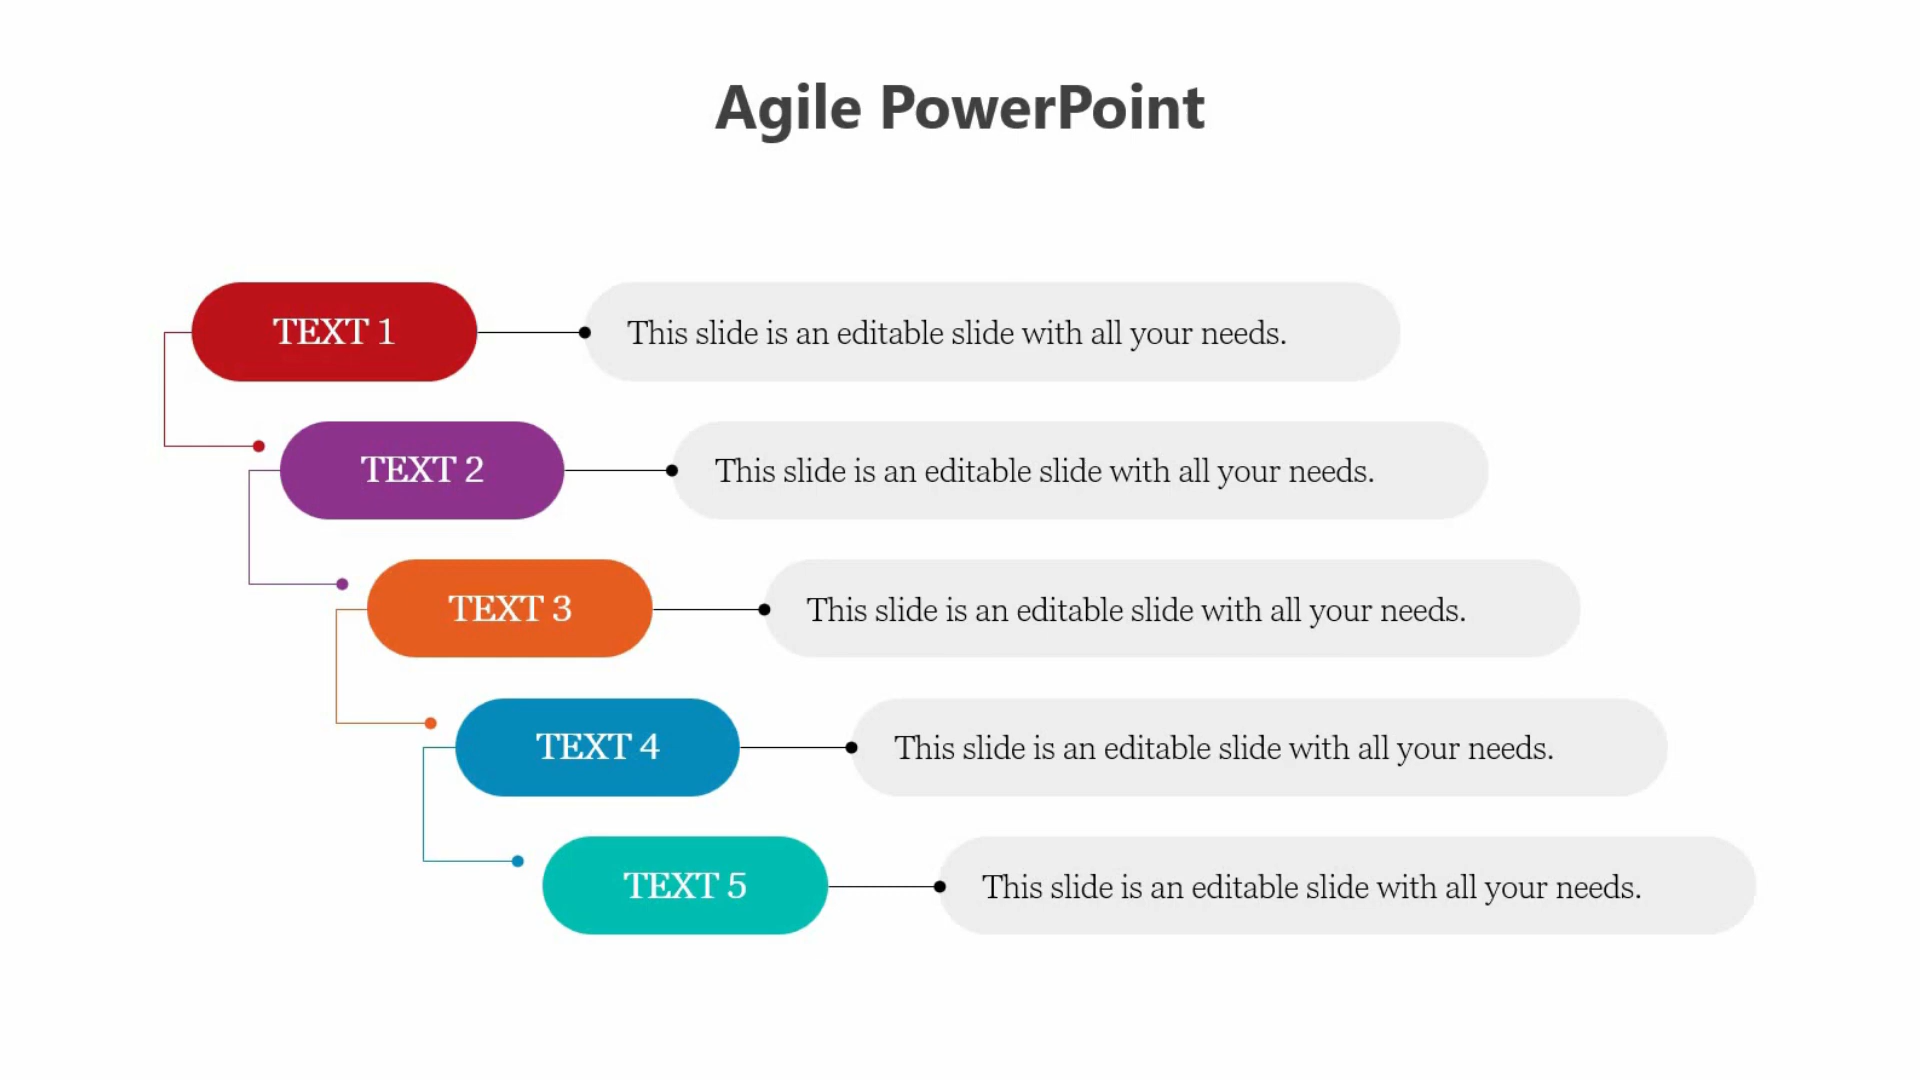 Agile PowerPoint
TEXT 1
This slide is an editable slide with all your needs.
TEXT 2
This slide is an editable slide with all your needs.
TEXT 3
This slide is an editable slide with all your needs.
TEXT 4
This slide is an editable slide with all your needs.
TEXT 5
This slide is an editable slide with all your needs.